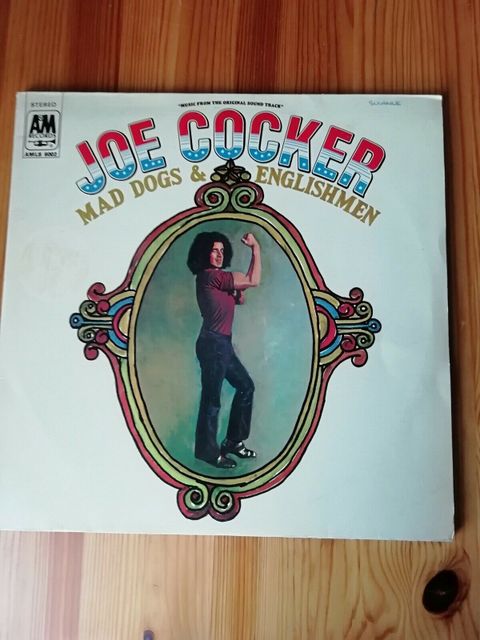 STEREO
A&M
RECORDS
"MUSIC FROM THE ORIGINAL SOUND TRACK"
JOE COCKER
MAD DOGS & ENGLISHMEN